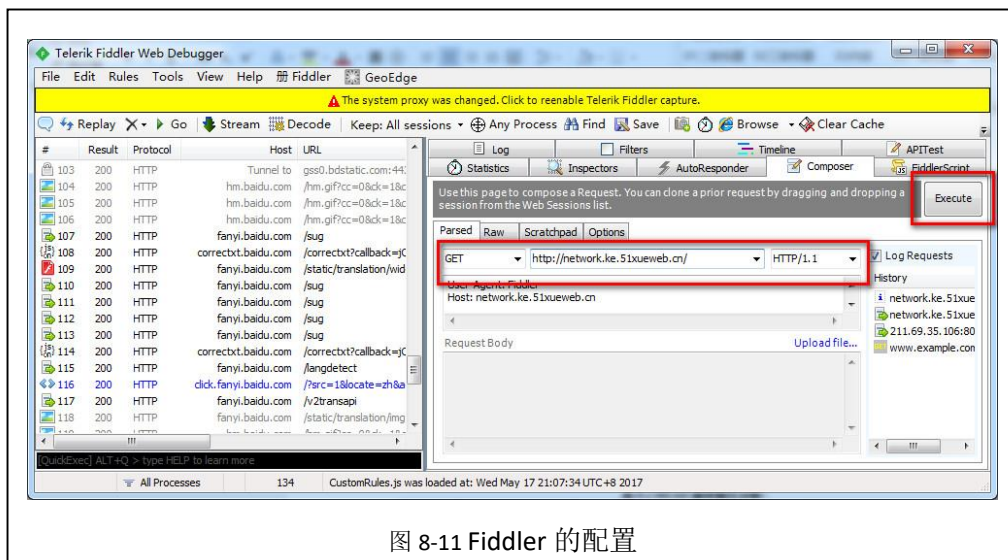 Telerik Fiddler Web Debugger
File Edit Rules Tools View Help Fiddler GeoEdge
The system proxy was changed. Click to reenable Telerik Fiddler capture.
Replay Go Stream Decode Keep: All sessions Any Process Find Save Browse Clear Cache
# Result Protocol Host URL
103 200 HTTP Tunnel to gss0.bdstatic.com:44
104 200 HTTP hm.baidu.com /hm.gif?cc=0&ck=1&c
105 200 HTTP hm.baidu.com /hm.gif?cc=0&ck=1&c
106 200 HTTP hm.baidu.com /hm.gif?cc=0&ck=1&c
107 200 HTTP fanyi.baidu.com /sug
108 200 HTTP correctxt.baidu.com /correctxt?callback=jQ
109 200 HTTP fanyi.baidu.com /static/translation/wid
110 200 HTTP fanyi.baidu.com /sug
111 200 HTTP fanyi.baidu.com /sug
112 200 HTTP fanyi.baidu.com /sug
113 200 HTTP fanyi.baidu.com /sug
114 200 HTTP correctxt.baidu.com /correctxt?callback=jQ
115 200 HTTP fanyi.baidu.com /langdetect
116 200 HTTP click.fanyi.baidu.com /?src=1&locate=zh&a
117 200 HTTP fanyi.baidu.com /v2transapi
118 200 HTTP fanyi.baidu.com /static/translation/img
[QuickExec] ALT+Q > type HELP to learn more
Log Filters Timeline APITest
Statistics Inspectors AutoResponder Composer FiddlerScript
Use this page to compose a Request. You can clone a prior request by dragging and dropping a
session from the Web Sessions list.
Execute
Parsed Raw Scratchpad Options
GET http://network.ke.51xueweb.cn/ HTTP/1.1
User-Agent: Fiddler
Host: network.ke.51xueweb.cn
Request Body Upload file...
Log Requests
History
network.ke.51xue
network.ke.51xue
211.69.35.106:80
www.example.com
All Processes 134 CustomRules.js was loaded at: Wed May 17 21:07:34 UTC+8 2017
图 8-11 Fiddler 的配置